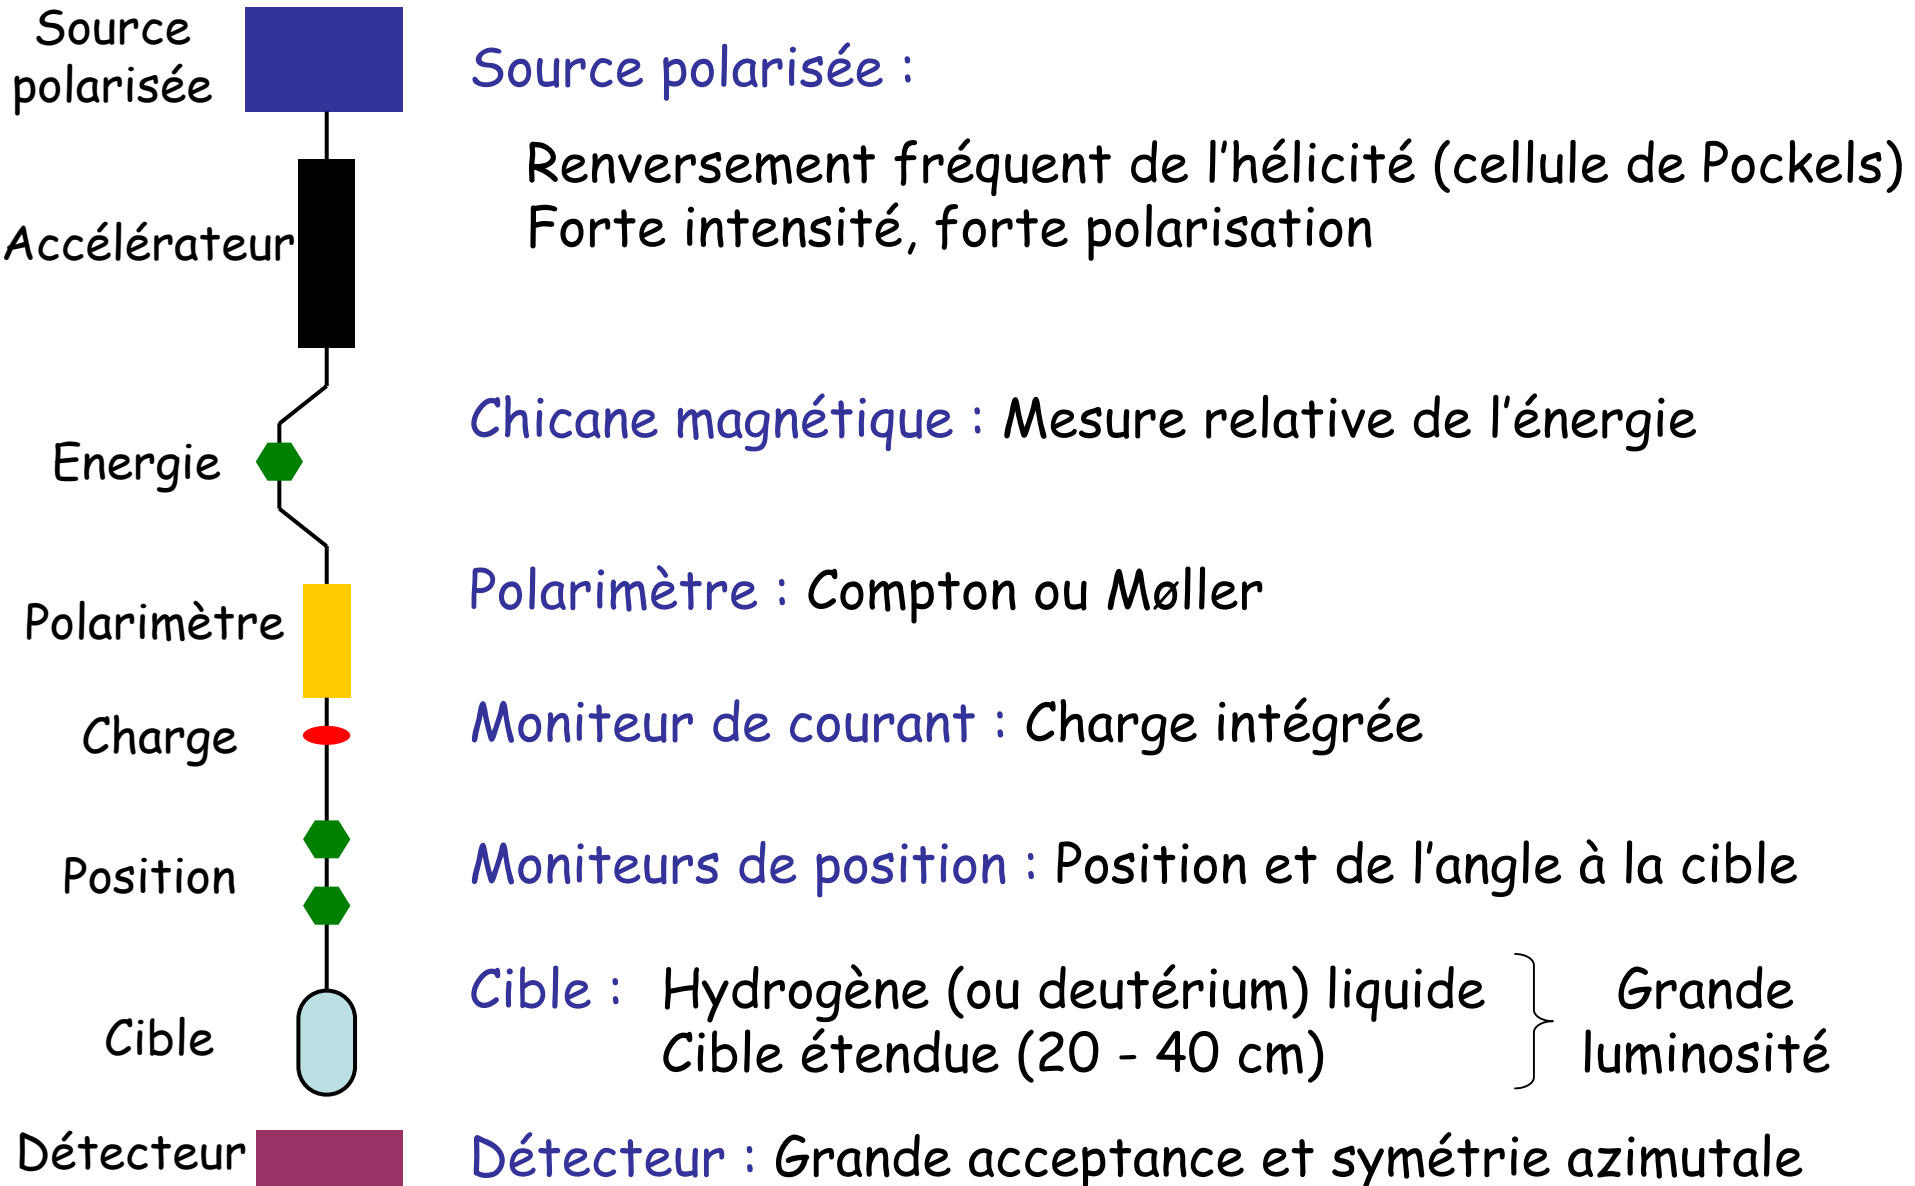 Source
polarisée
Source polarisée :
Renversement fréquent de l'hélicité (cellule de Pockels)
Forte intensité, forte polarisation
Accélérateur
Chicane magnétique : Mesure relative de l'énergie
Energie
Polarimètre : Compton ou Møller
Polarimètre
Moniteur de courant : Charge intégrée
Charge
Moniteurs de position : Position et de l'angle à la cible
Position
Cible : Hydrogène (ou deutérium) liquide
Cible étendue (20 - 40 cm)
Grande
luminosité
Cible
Détecteur
Détecteur : Grande acceptance et symétrie azimutale